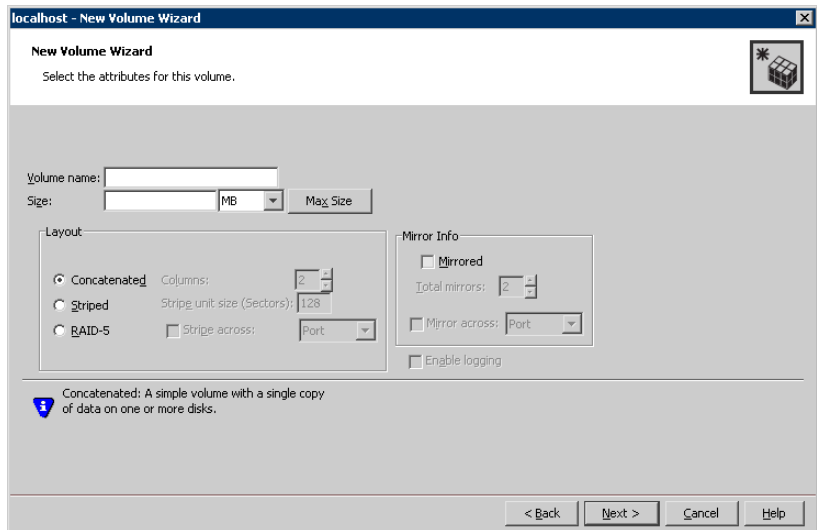 localhost - New Volume Wizard
New Volume Wizard
Select the attributes for this volume.
Volume name:
Size: MB Max Size
Layout
Concatenated Columns: 2
Striped Stripe unit size (Sectors): 128
RAID-5 Stripe across: Port
Mirror Info
Mirrored
Total mirrors: 2
Mirror across: Port
Enable logging
Concatenated: A simple volume with a single copy
of data on one or more disks.
< Back Next > Cancel Help